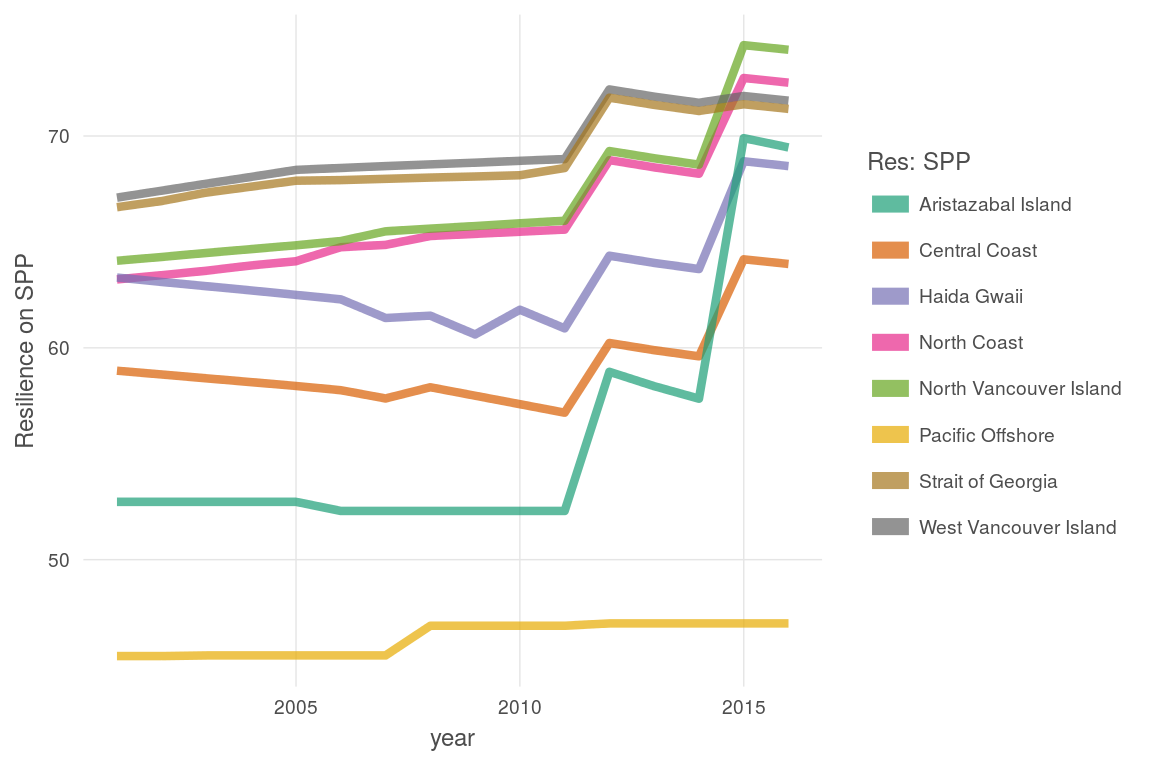 70
60
50
Resilience on SPP
2005
2010
2015
year
Res: SPP
Aristazabal Island
Central Coast
Haida Gwaii
North Coast
North Vancouver Island
Pacific Offshore
Strait of Georgia
West Vancouver Island